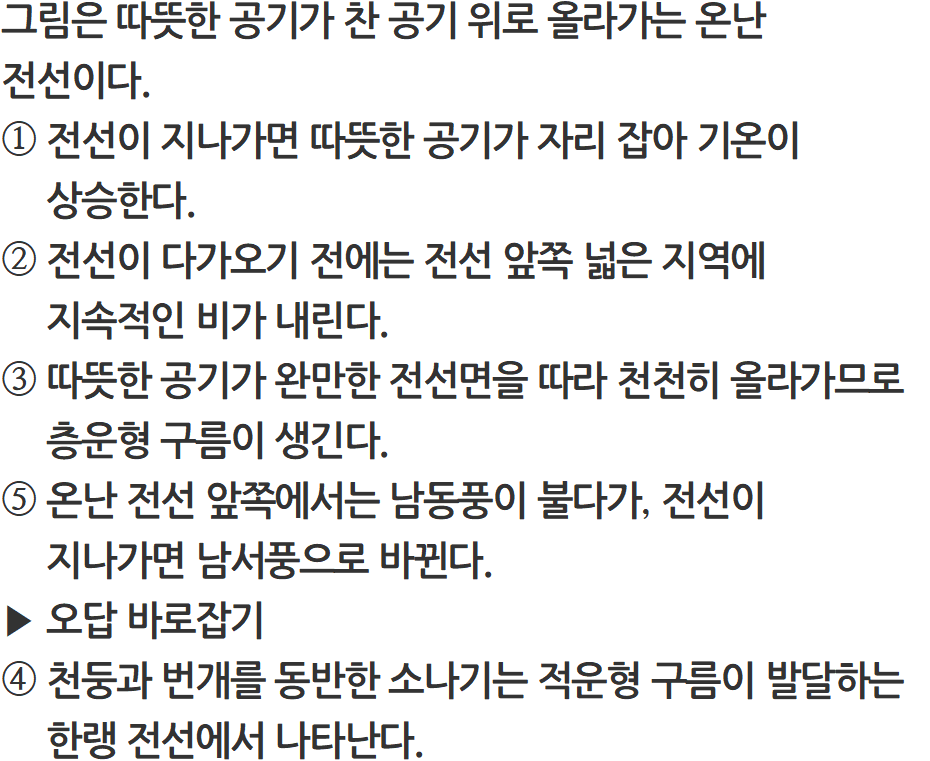 그림은 따뜻한 공기가 찬 공기 위로 올라가는 온난
전선이다.
① 전선이 지나가면 따뜻한 공기가 자리 잡아 기온이
상승한다.
② 전선이 다가오기 전에는 전선 앞쪽 넓은 지역에
지속적인 비가 내린다.
③ 따뜻한 공기가 완만한 전선면을 따라 천천히 올라가므로
층운형 구름이 생긴다.
⑤ 온난 전선 앞쪽에서는 남동풍이 불다가, 전선이
지나가면 남서풍으로 바뀐다.
▶ 오답 바로잡기
④ 천둥과 번개를 동반한 소나기는 적운형 구름이 발달하는
한랭 전선에서 나타난다.